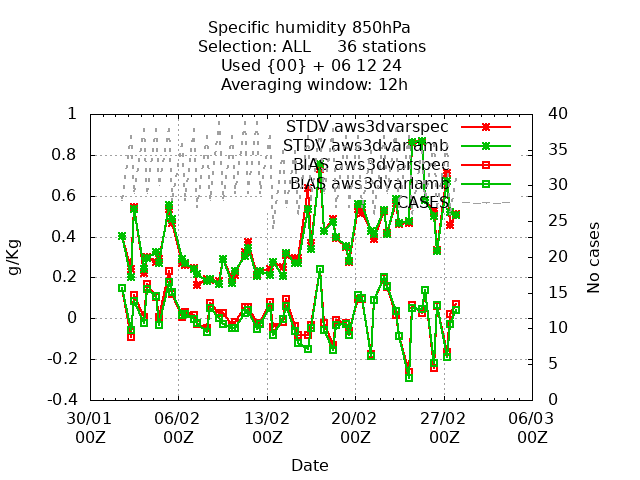 Specific humidity 850hPa
Selection: ALL 36 stations
Used {00} + 06 12 24
Averaging window: 12h
STDV aws3dvarspec
STDV aws3dvarlamb
BIAS aws3dvarspec
BIAS aws3dvarlamb
CASES
g/Kg
1
0.8
0.6
0.4
0.2
0
-0.2
-0.4
No cases
40
35
30
25
20
15
10
5
0
30/01 06/02 13/02 20/02 27/02 06/03
00Z 00Z 00Z 00Z 00Z 00Z
Date